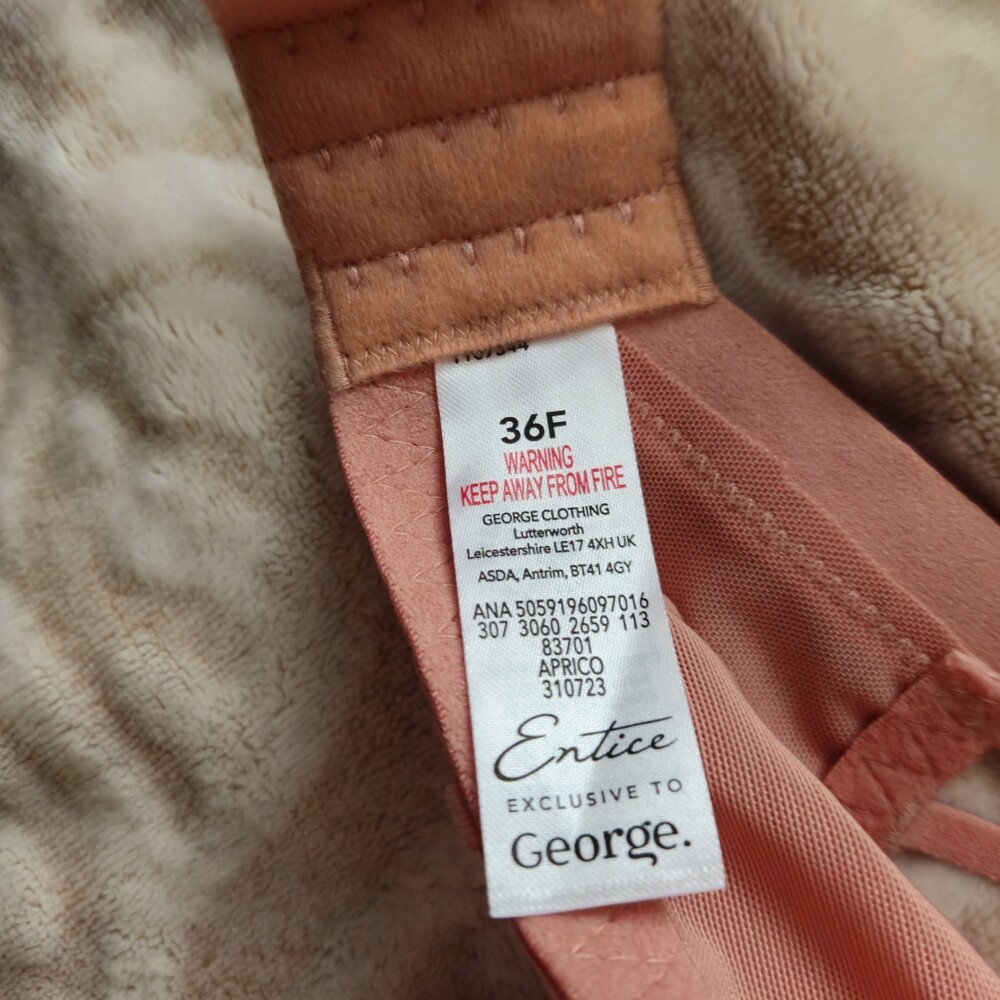 36F
WARNING
KEEP AWAY FROM FIRE
GEORGE CLOTHING
Lutterworth
Leicestershire LE17 4XH UK
ASDA, Antrim, BT41 4GY
ANA 5059196097016
307 3060 2659 113
83701
APRICO
310723
Entice
EXCLUSIVE TO
George.